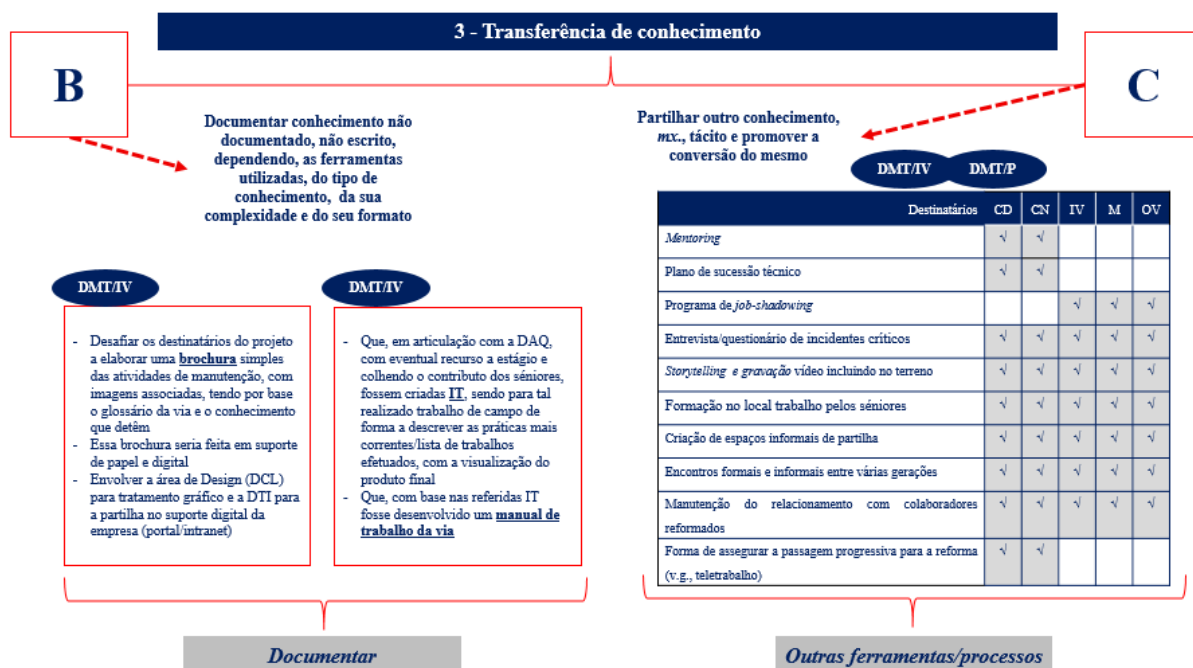 3 - Transferência de conhecimento
B
C
Documentar conhecimento não
documentado, não escrito,
dependendo, as ferramentas
utilizadas, do tipo de
conhecimento, da sua
complexidade e do seu formato
DMT/IV
- Desafiar os destinatários do projeto
a elaborar uma brochura simples
das atividades de manutenção, com
imagens associadas, tendo por base
o glossário da via e o conhecimento
que detêm
- Essa brochura seria feita em suporte
de papel e digital
- Envolver a área de Design (DCL)
para tratamento gráfico e a DTI para
a partilha no suporte digital da
empresa (portal/intranet)
DMT/IV
- Que, em articulação com a DAQ,
com eventual recurso a estágio e
colhendo o contributo dos séniores,
fossem criadas IT, sendo para tal
realizado trabalho de campo de
forma a descrever as práticas mais
correntes/lista de trabalhos
efetuados, com a visualização do
produto final
- Que, com base nas referidas IT
fosse desenvolvido um manual de
trabalho da via
Documentar
Partilhar outro conhecimento,
mx., tácito e promover a
conversão do mesmo
DMT/IV DMT/P
Destinatários CD CN IV M OV
Mentoring √ √
Plano de sucessão técnico √ √
Programa de job-shadowing √ √ √
Entrevista/questionário de incidentes críticos √ √ √ √ √
Storytelling e gravação vídeo incluindo no terreno √ √ √ √ √
Formação no local trabalho pelos séniores √ √ √ √ √
Criação de espaços informais de partilha √ √ √ √ √
Encontros formais e informais entre várias gerações √ √ √ √ √
Manutenção do relacionamento com colaboradores √ √ √ √ √
reformados
Forma de assegurar a passagem progressiva para a reforma √ √
(v.g., teletrabalho)
Outras ferramentas/processos